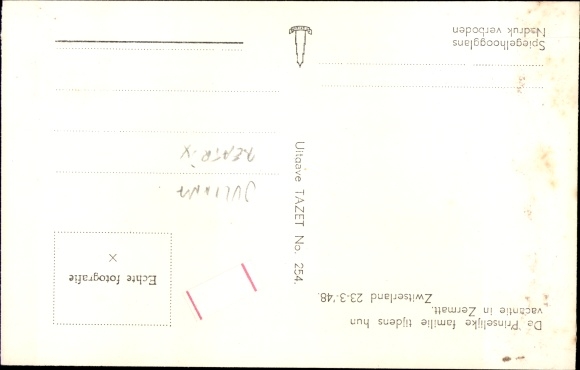 De Prinselijke familie tijdens hun
vacantie in Zermatt.
Zwitserland 23-3-'48.
Echte fotografie
×
JULIANA
BEATRIX
Uitgave TAZET No. 254.
Spiegelhoogglans
Nadruk verboden